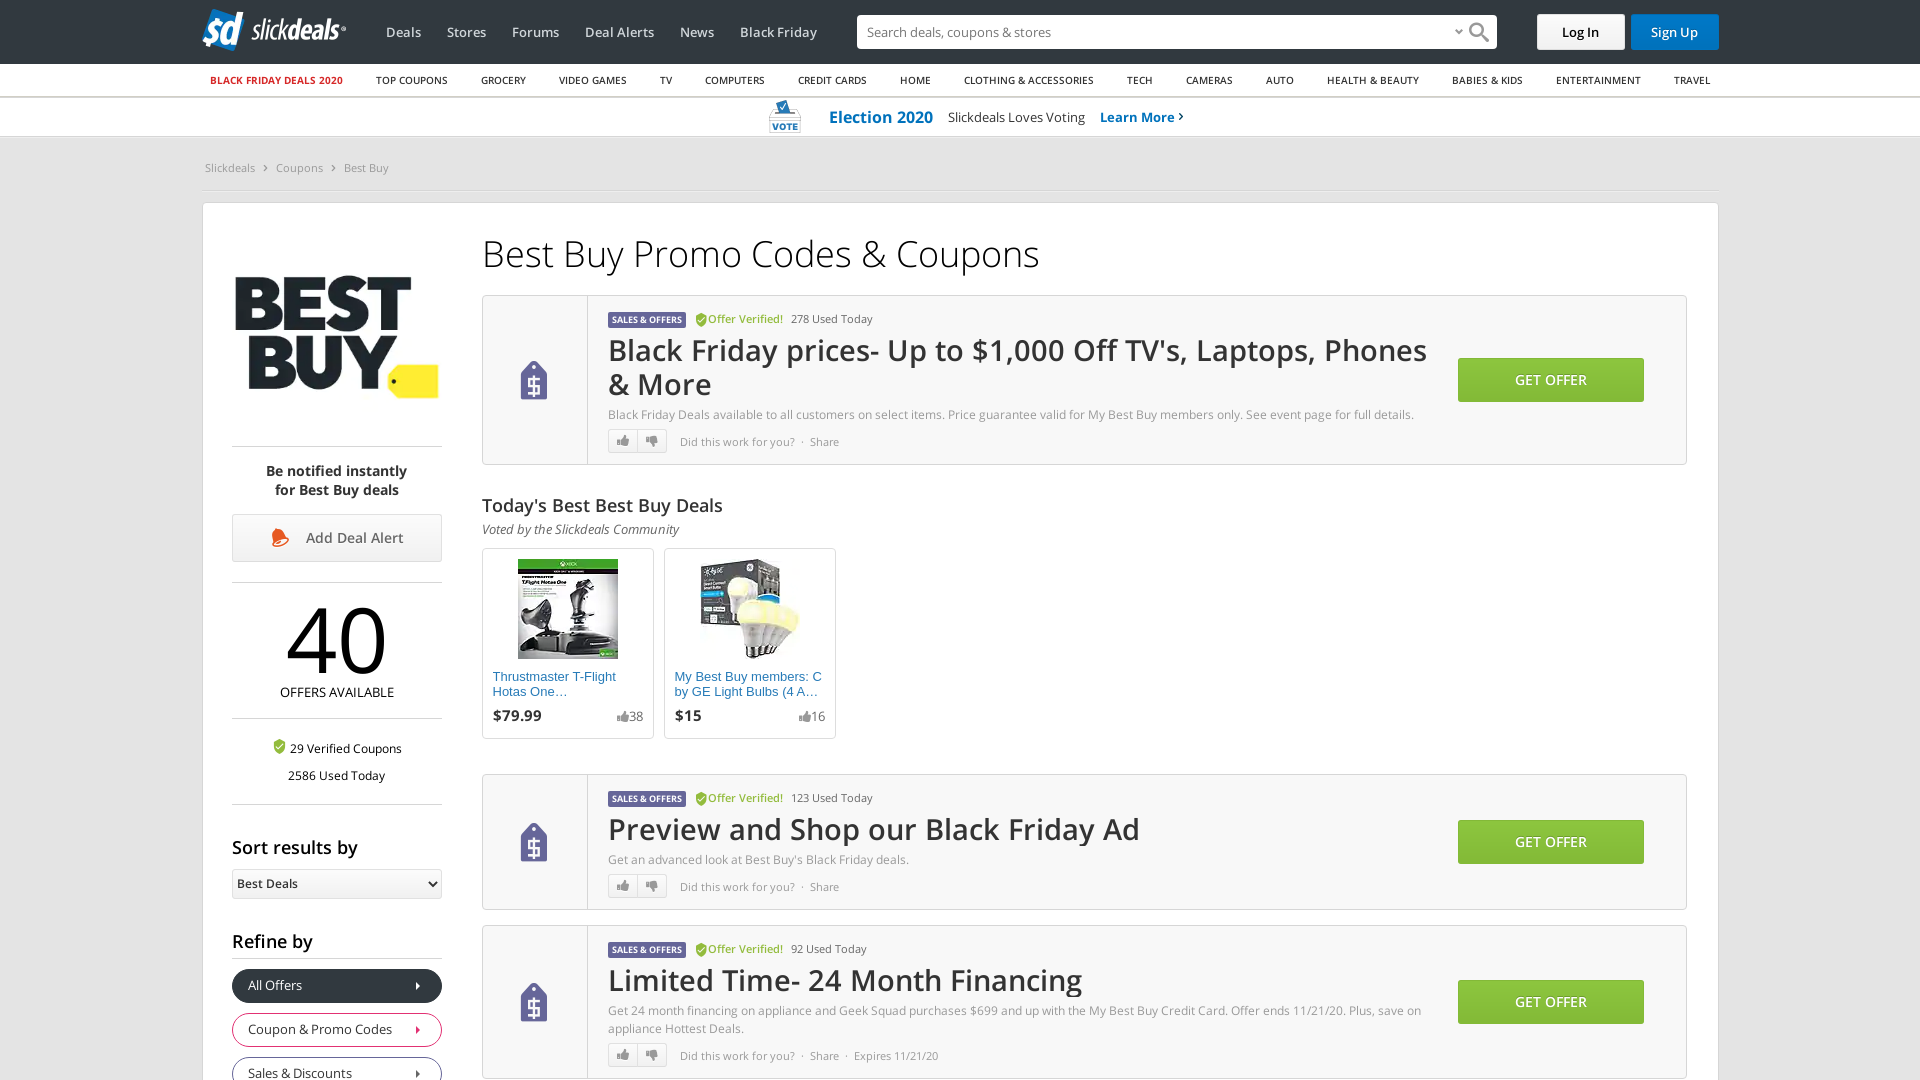 slickdeals
Deals Stores Forums Deal Alerts News Black Friday
Search deals, coupons & stores
Log In Sign Up
BLACK FRIDAY DEALS 2020 TOP COUPONS GROCERY VIDEO GAMES TV COMPUTERS CREDIT CARDS HOME CLOTHING & ACCESSORIES TECH CAMERAS AUTO HEALTH & BEAUTY BABIES & KIDS ENTERTAINMENT TRAVEL
VOTE Election 2020 Slickdeals Loves Voting Learn More
Slickdeals Coupons Best Buy
BEST
BUY
Be notified instantly
for Best Buy deals
Add Deal Alert
40
OFFERS AVAILABLE
29 Verified Coupons
2586 Used Today
Sort results by
Best Deals
Refine by
All Offers
Coupon & Promo Codes
Sales & Discounts
Best Buy Promo Codes & Coupons
SALES & OFFERS Offer Verified! 278 Used Today
Black Friday prices- Up to $1,000 Off TV's, Laptops, Phones
& More
Black Friday Deals available to all customers on select items. Price guarantee valid for My Best Buy members only. See event page for full details.
Did this work for you? · Share
GET OFFER
Today's Best Best Buy Deals
Voted by the Slickdeals Community
XBOX
THRUSTMASTER
T.Flight Hotas One
Thrustmaster T-Flight
Hotas One…
$79.99 38
My Best Buy members: C
by GE Light Bulbs (4 A…
$15 16
SALES & OFFERS Offer Verified! 123 Used Today
Preview and Shop our Black Friday Ad
Get an advanced look at Best Buy's Black Friday deals.
Did this work for you? · Share
GET OFFER
SALES & OFFERS Offer Verified! 92 Used Today
Limited Time- 24 Month Financing
Get 24 month financing on appliance and Geek Squad purchases $699 and up with the My Best Buy Credit Card. Offer ends 11/21/20. Plus, save on
appliance Hottest Deals.
Did this work for you? · Share · Expires 11/21/20
GET OFFER